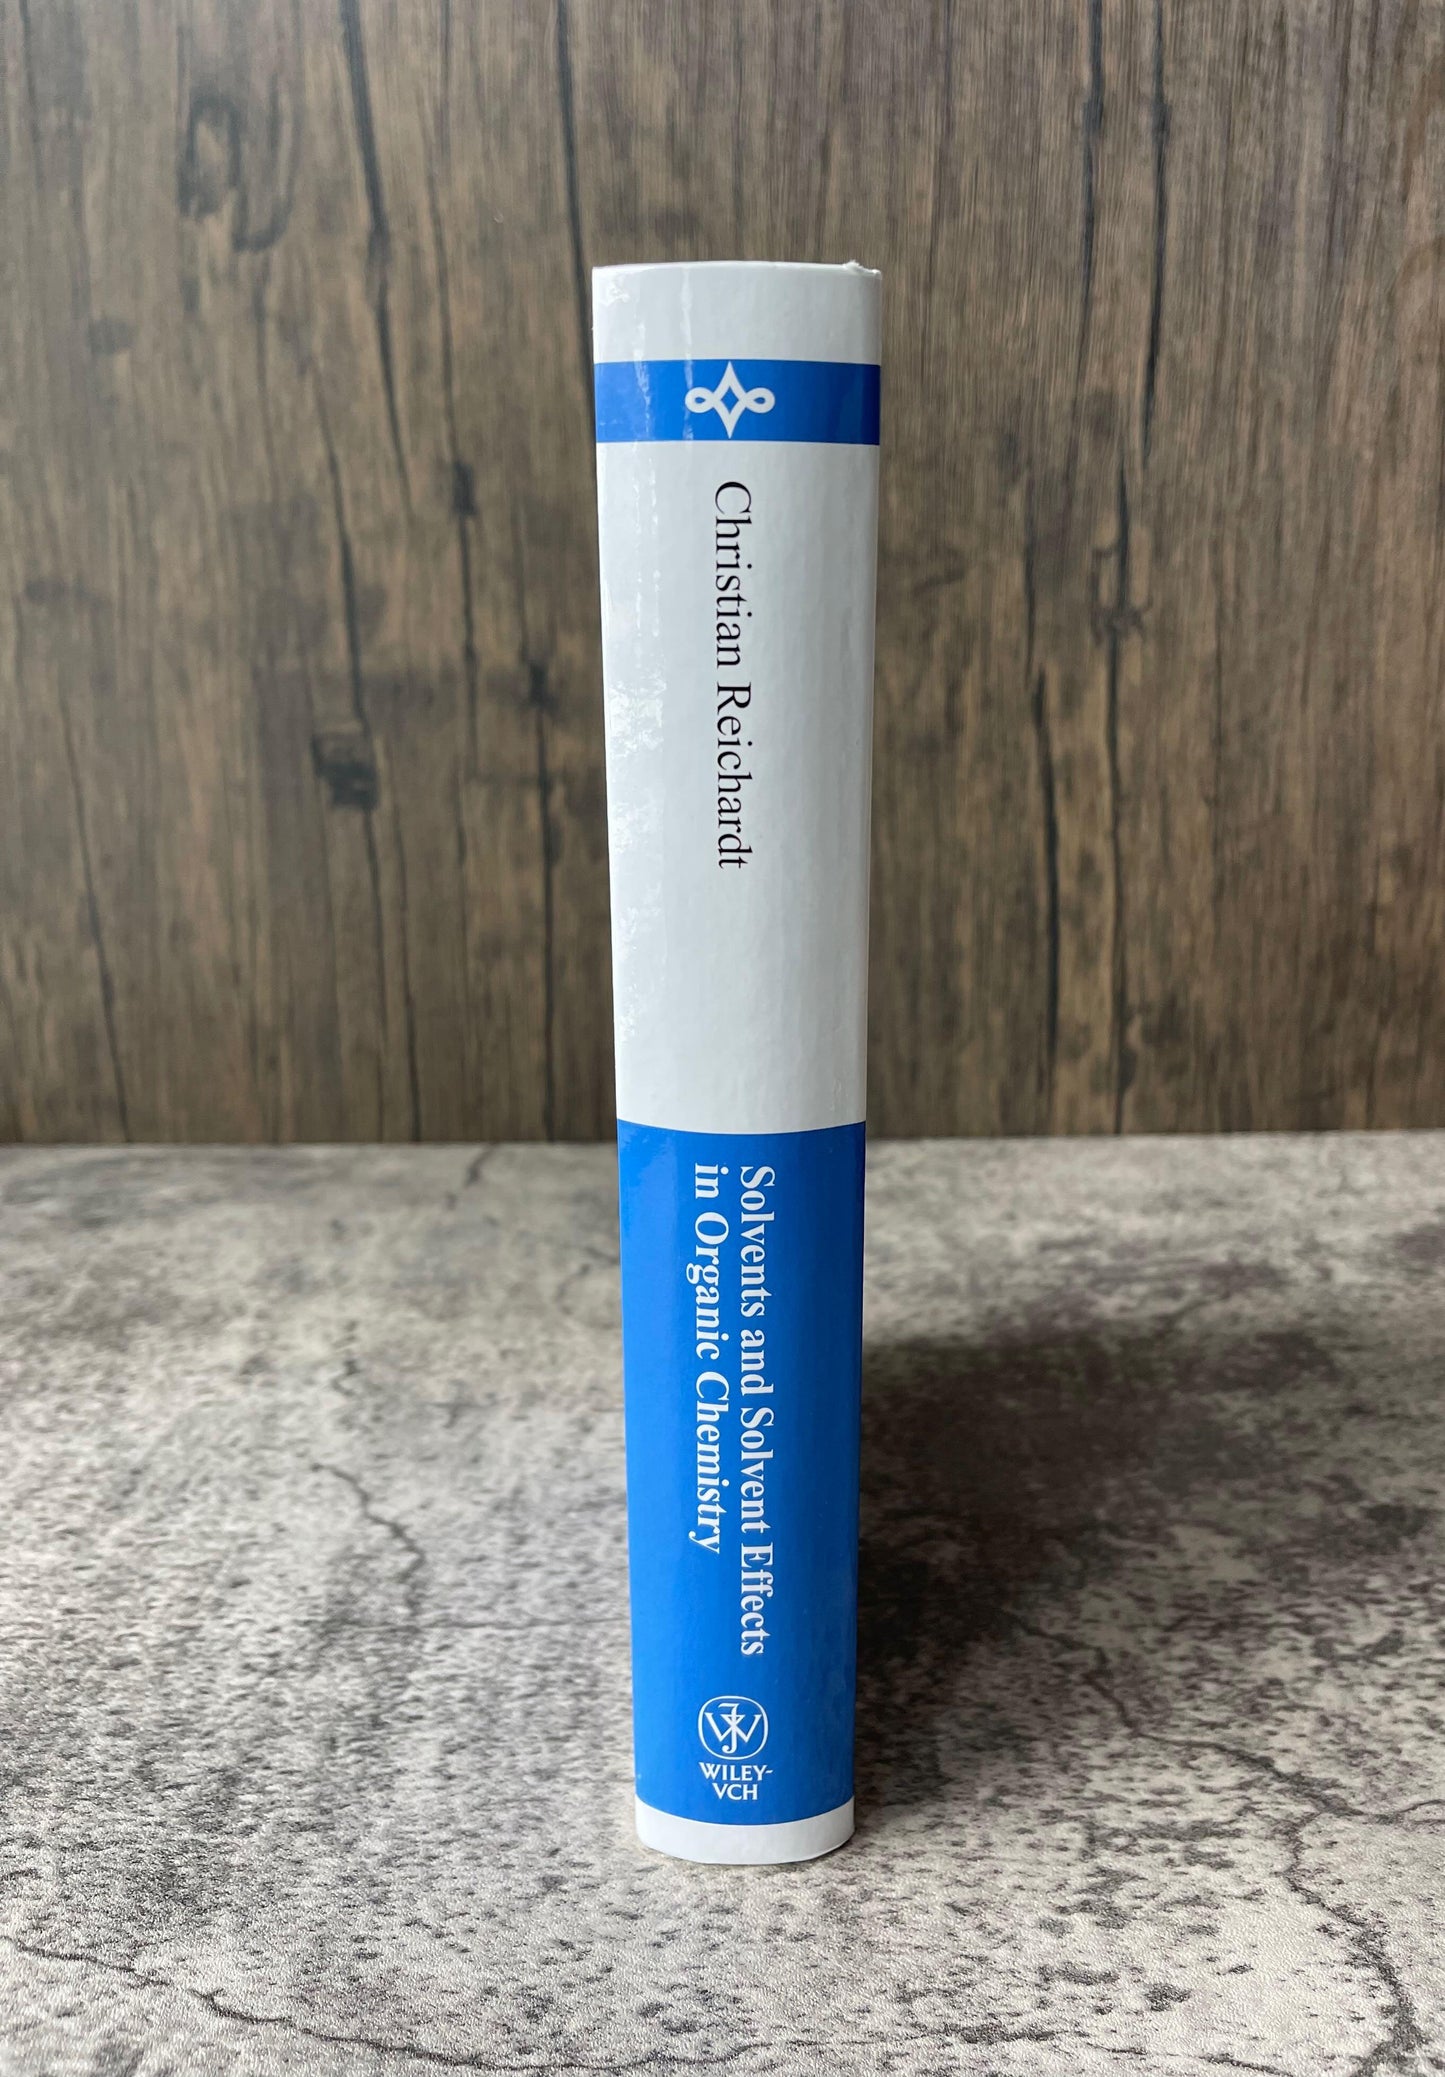 Christian Reichardt
Solvents and Solvent Effects
in Organic Chemistry
WILEY-
VCH